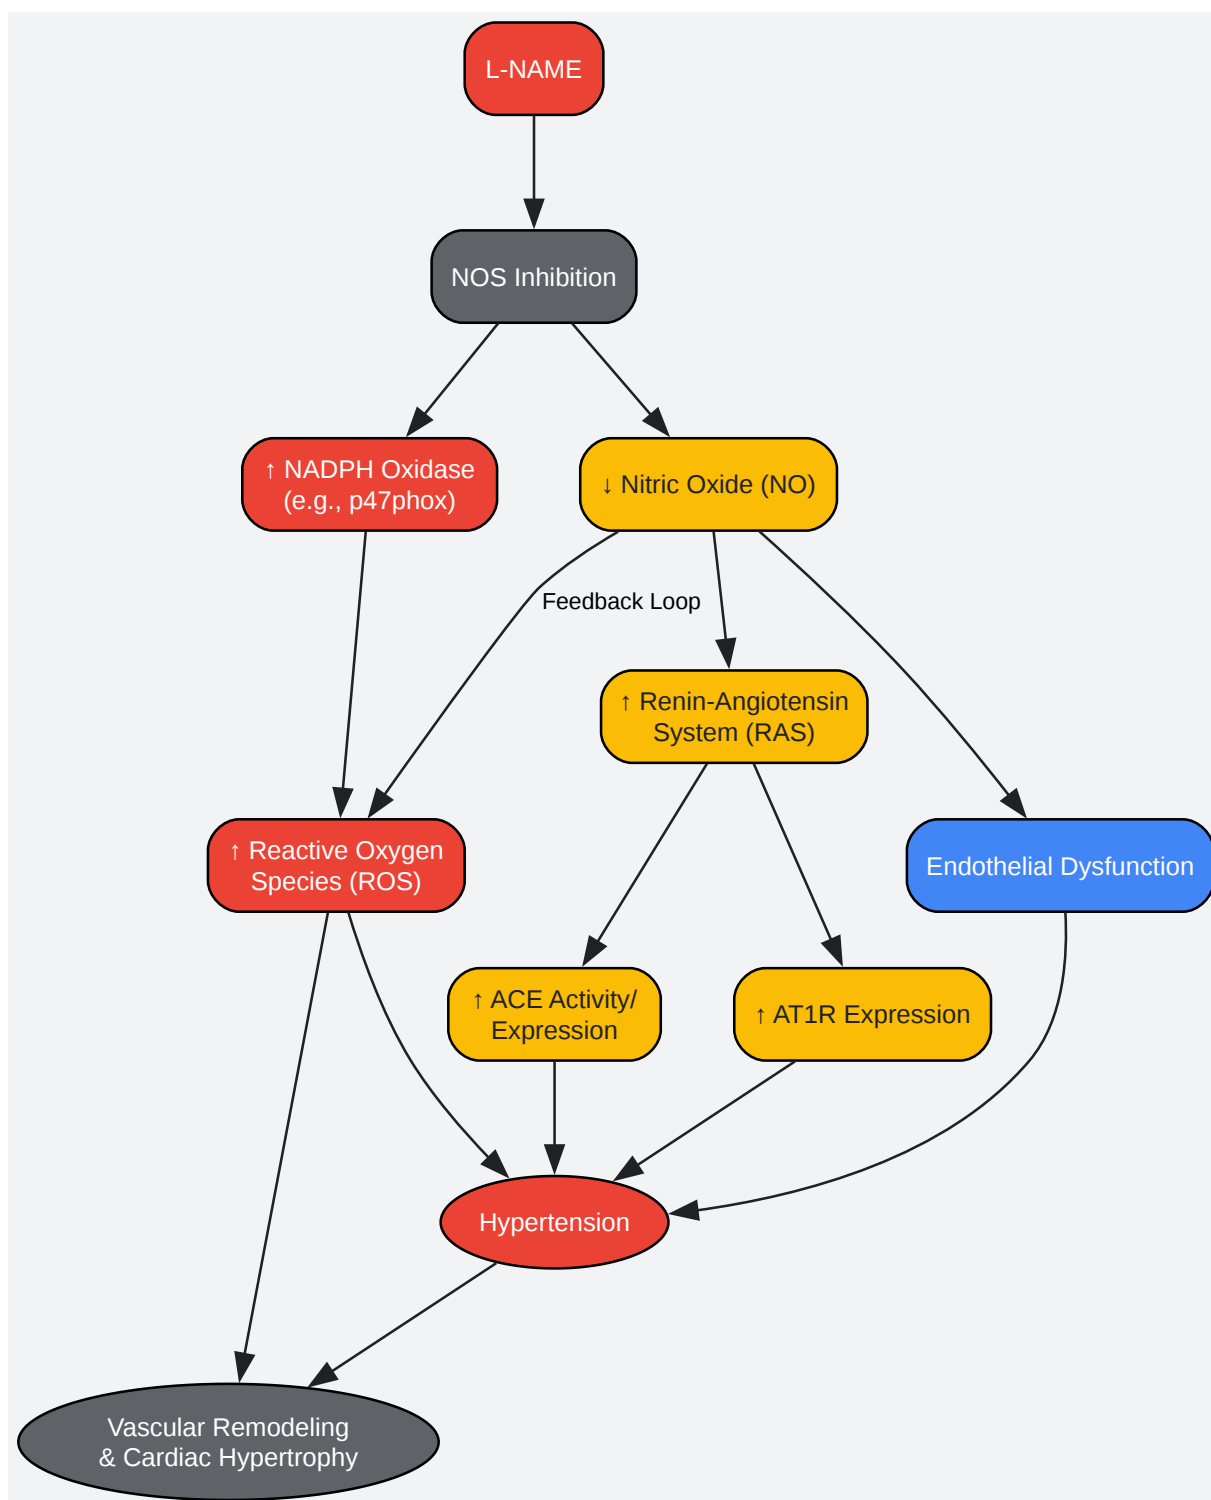 L-NAME
NOS Inhibition
↑ NADPH Oxidase
(e.g., p47phox)
↓ Nitric Oxide (NO)
Feedback Loop
↑ Renin-Angiotensin
System (RAS)
↑ Reactive Oxygen
Species (ROS)
Endothelial Dysfunction
↑ ACE Activity/
Expression
↑ AT1R Expression
Hypertension
Vascular Remodeling
& Cardiac Hypertrophy